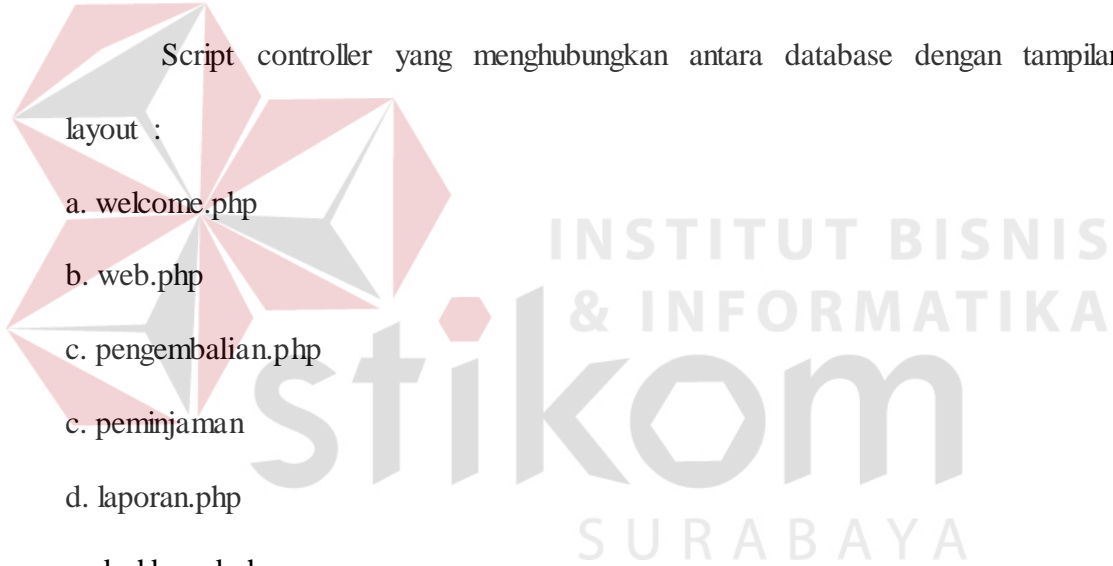 Script controller yang menghubungkan antara database dengan tampilan
layout :
a. welcome.php
b. web.php
c. pengembalian.php
c. peminjaman
d. laporan.php
INSTITUT BISNIS
& INFORMATIKA
stikom
SURABAYA